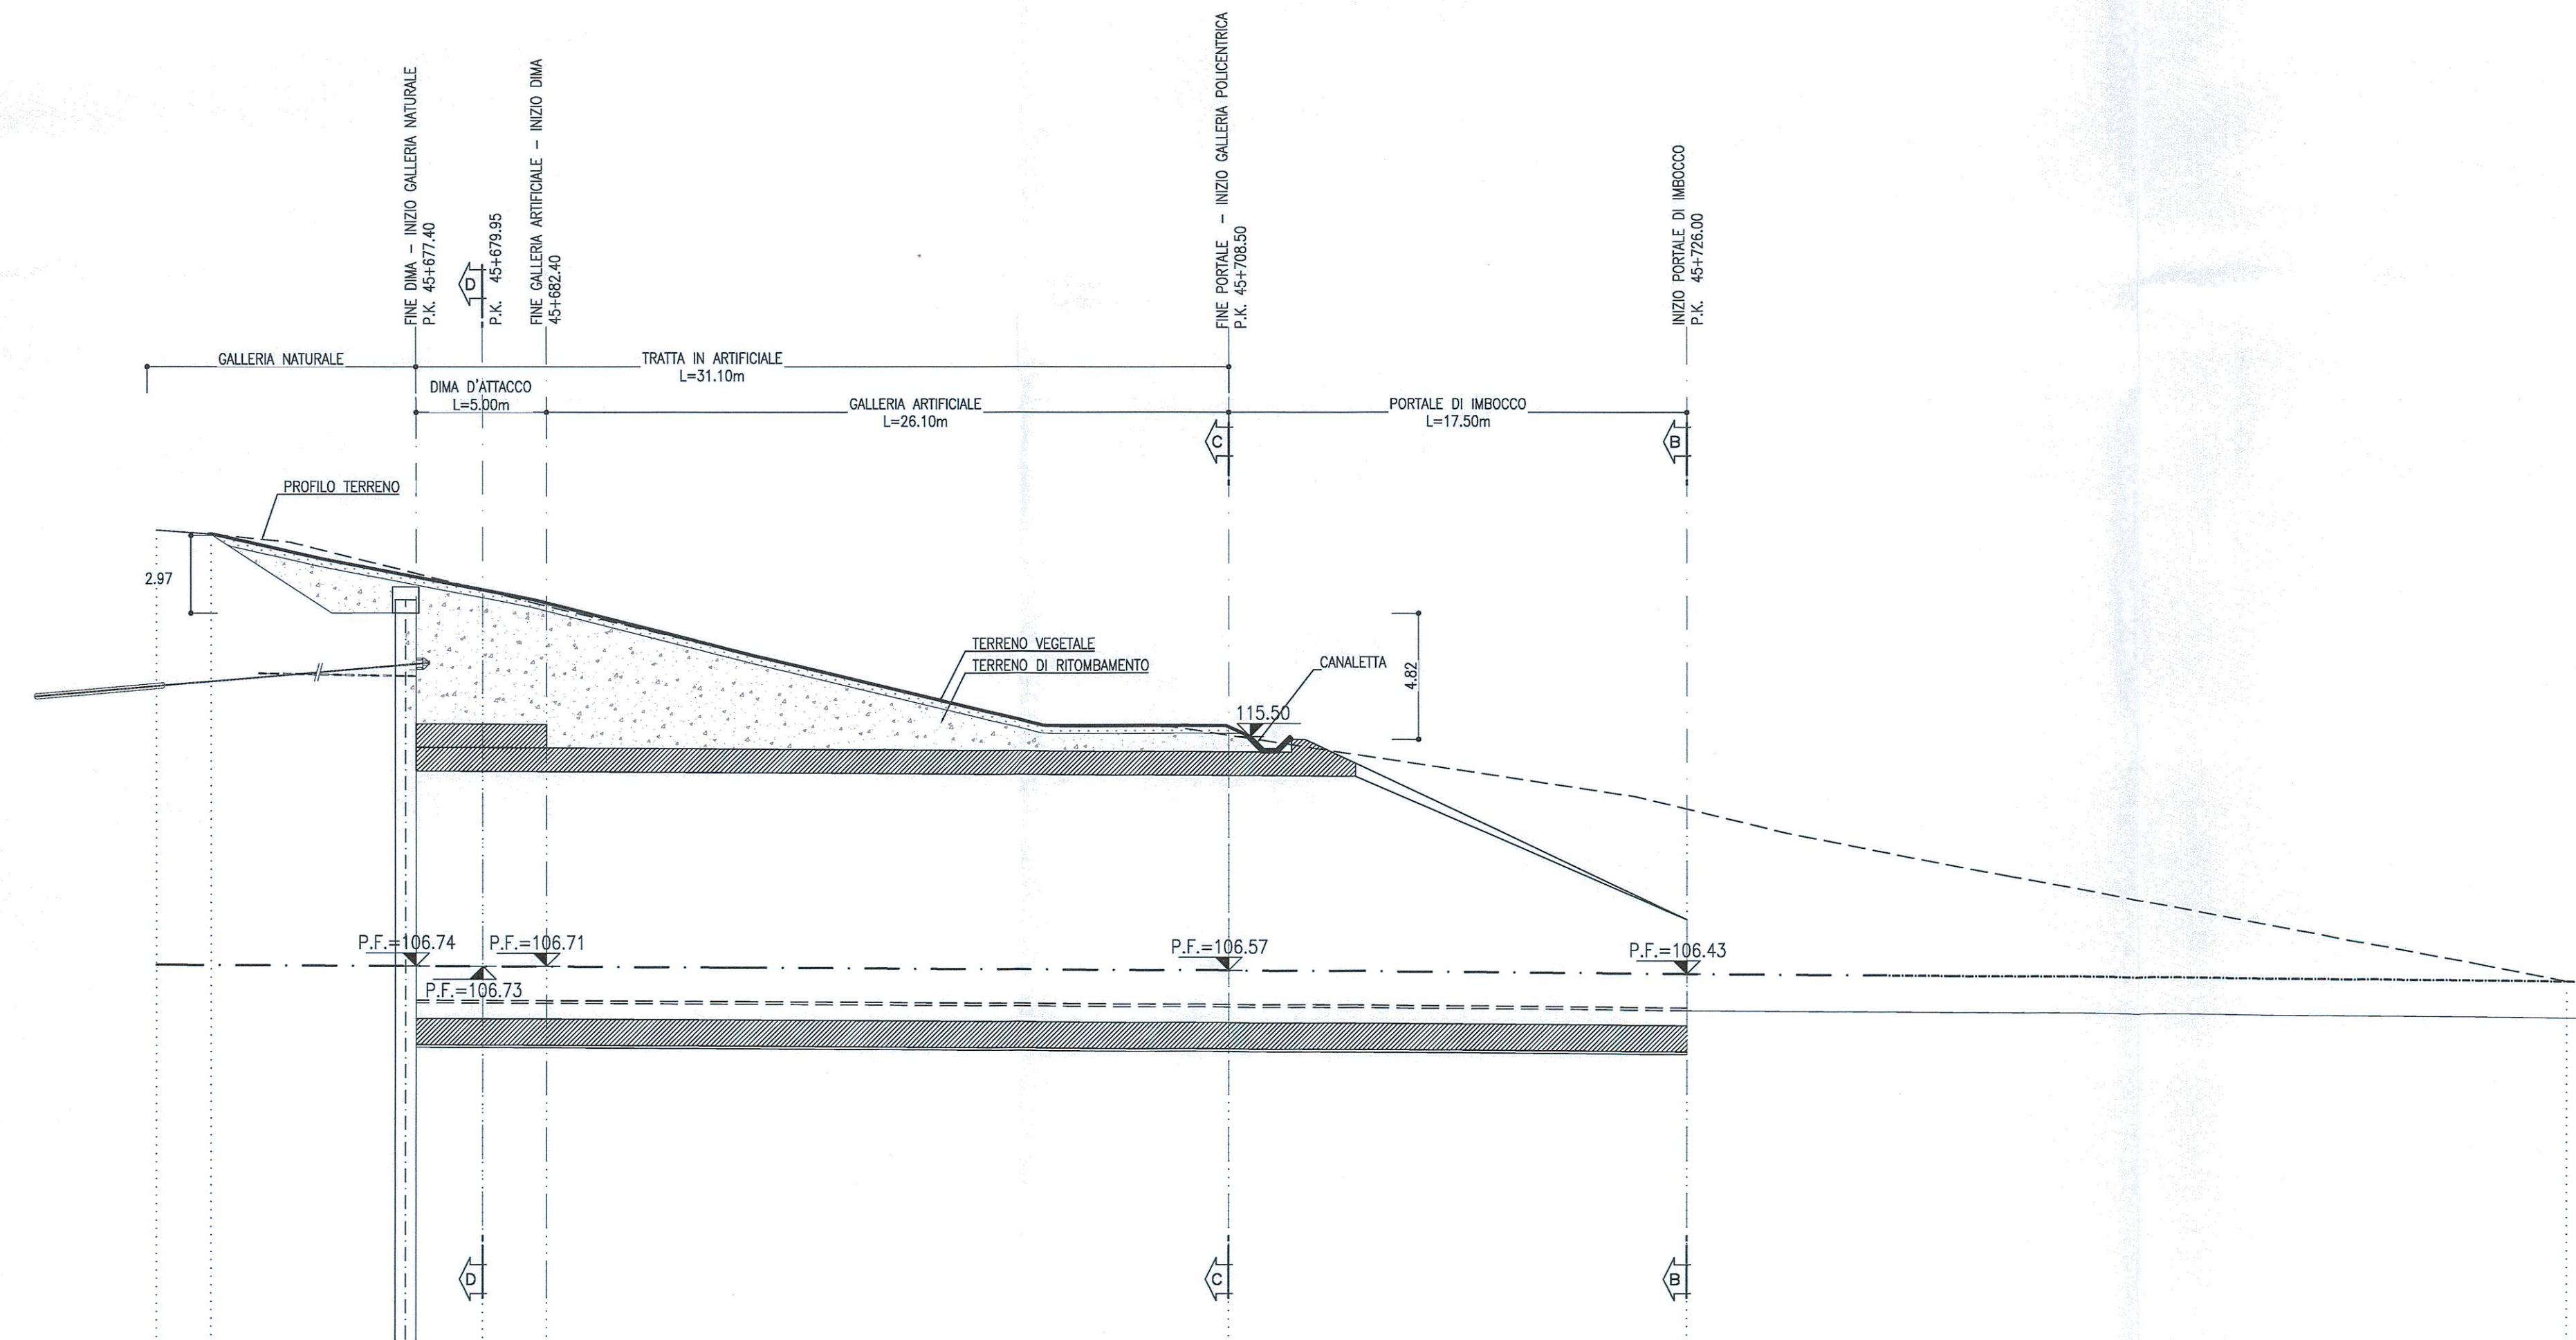 FINE DIMA – INIZIO GALLERIA NATURALE
P.K. 45+677.40
D
P.K. 45+679.95
FINE GALLERIA ARTIFICIALE – INIZIO DIMA
45+682.40
FINE PORTALE – INIZIO GALLERIA POLICENTRICA
P.K. 45+708.50
INIZIO PORTALE DI IMBOCCO
P.K. 45+726.00
GALLERIA NATURALE
TRATTA IN ARTIFICIALE
L=31.10m
DIMA D'ATTACCO
L=5.00m
GALLERIA ARTIFICIALE
L=26.10m
PORTALE DI IMBOCCO
L=17.50m
C
B
PROFILO TERRENO
2.97
TERRENO VEGETALE
TERRENO DI RITOMBAMENTO
CANALETTA
4.82
115.50
P.F.=106.74
P.F.=106.71
P.F.=106.57
P.F.=106.43
P.F.=106.73
D
C
B